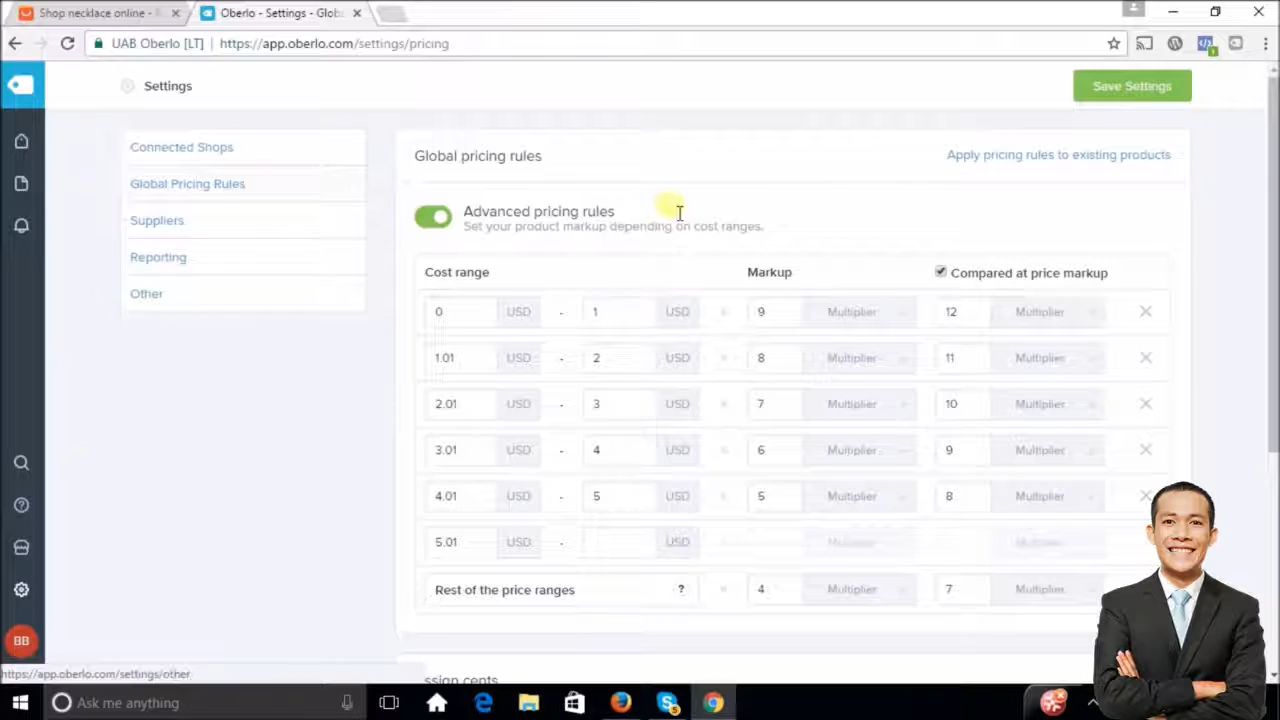 Shop necklace online -
Oberlo - Settings - Glob
UAB Oberlo [LT]
https://app.oberlo.com/settings/pricing
Settings
Save Settings
Connected Shops
Global Pricing Rules
Suppliers
Reporting
Other
Global pricing rules
Apply pricing rules to existing products
Advanced pricing rules
Set your product markup depending on cost ranges.
Cost range Markup Compared at price markup
0 USD - 1 USD 9 Multiplier 12 Multiplier
1.01 USD - 2 USD 8 Multiplier 11 Multiplier
2.01 USD - 3 USD 7 Multiplier 10 Multiplier
3.01 USD - 4 USD 6 Multiplier 9 Multiplier
4.01 USD - 5 USD 5 Multiplier 8 Multiplier
5.01 USD - USD Multiplier Multiplier
Rest of the price ranges ? 4 Multiplier 7 Multiplier
BB
https://app.oberlo.com/settings/other
ssign cents
Ask me anything